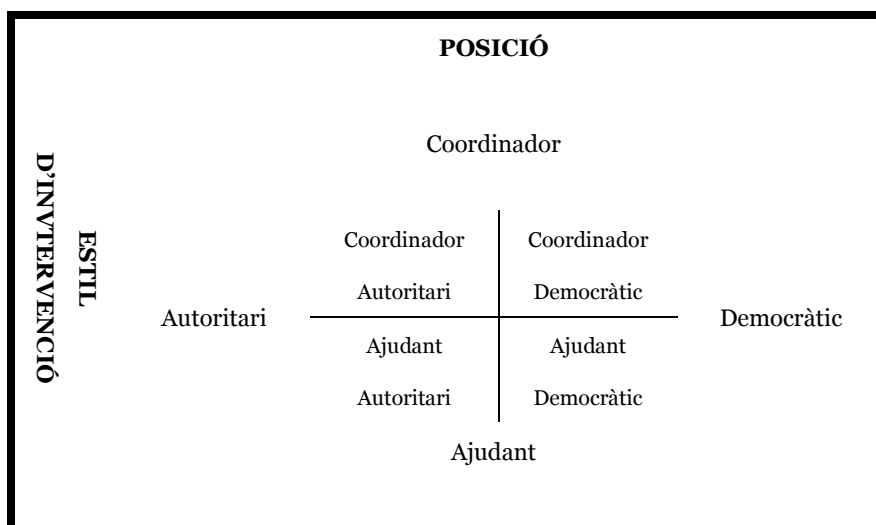 POSICIÓ
Coordinador
ESTIL
D’INVTERVENCIÓ
Coordinador Coordinador
Autoritari Democràtic
Autoritari Democràtic
Ajudant Ajudant
Autoritari Democràtic
Ajudant